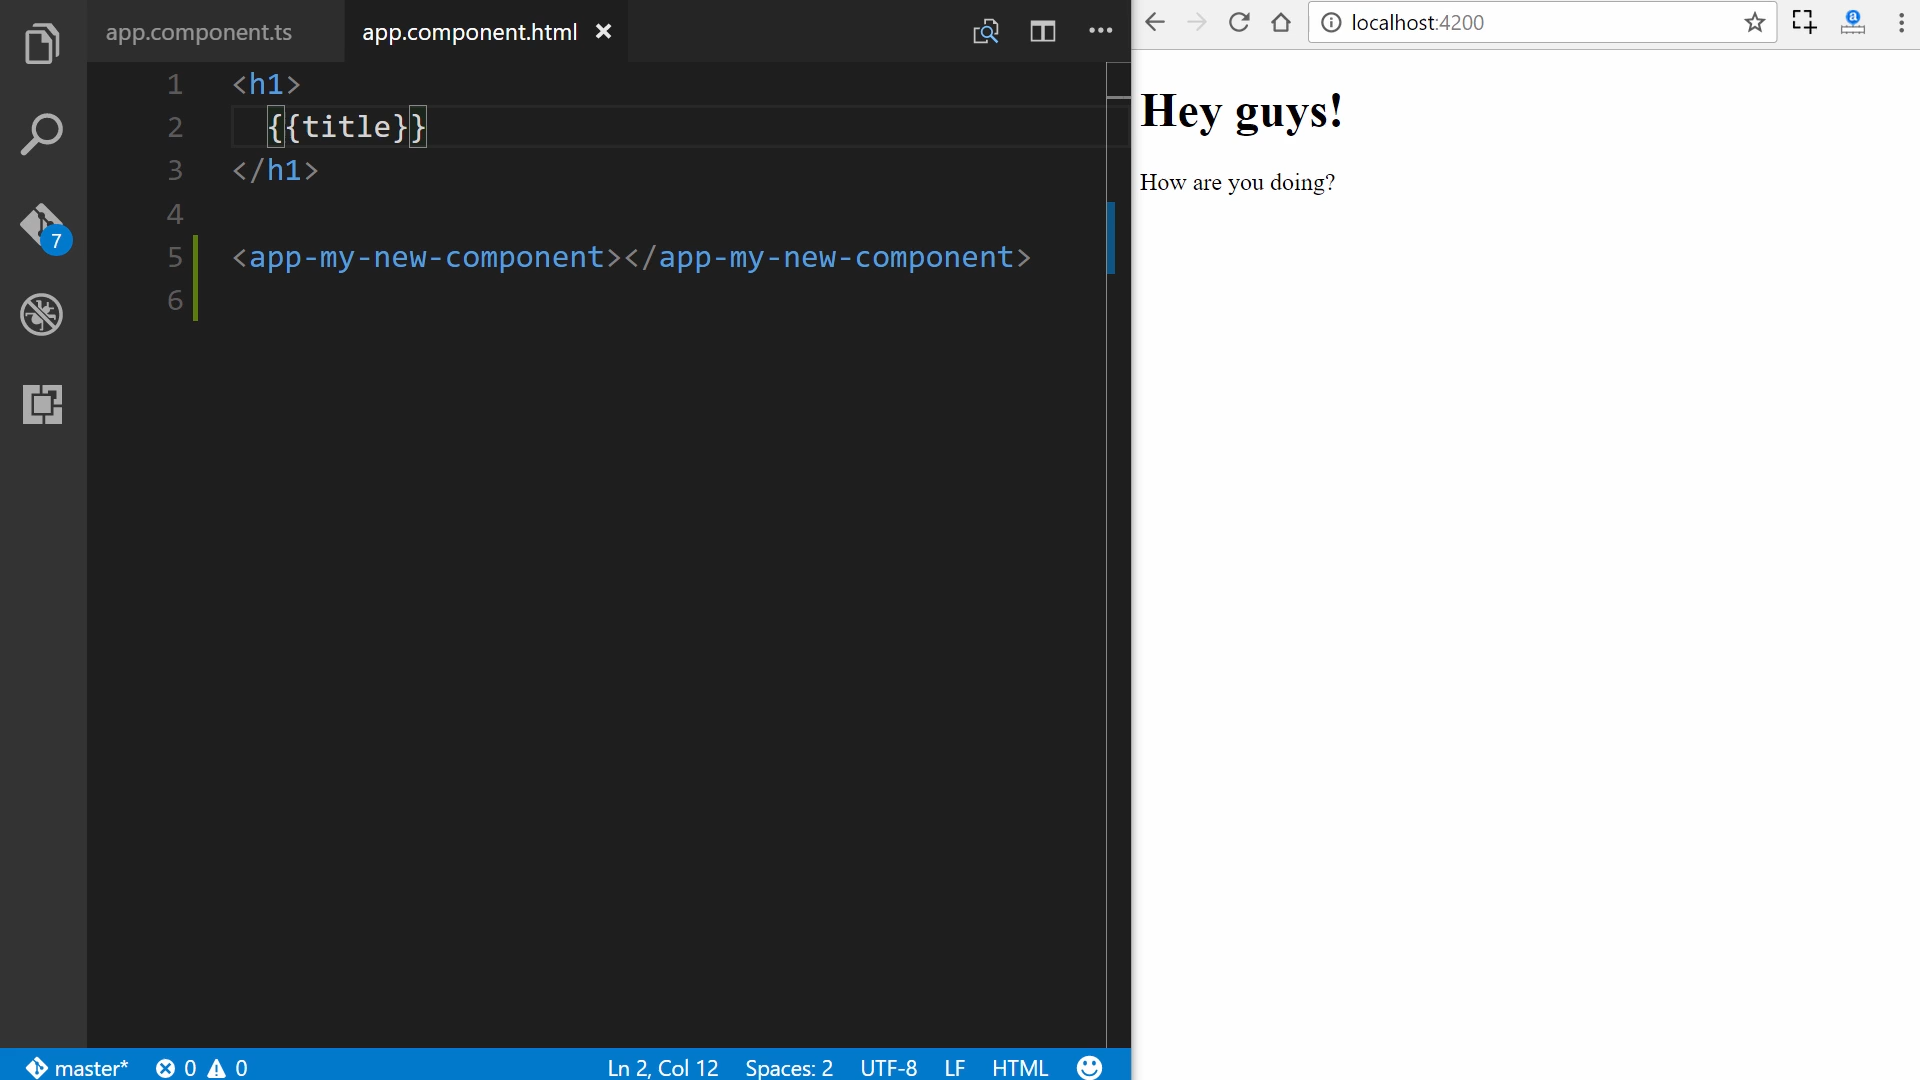 app.component.ts
app.component.html
localhost:4200
1 <h1>
2   {{title}}
3 </h1>
4
5 <app-my-new-component></app-my-new-component>
6
7
Hey guys!
How are you doing?
master* 0 0 Ln 2, Col 12 Spaces: 2 UTF-8 LF HTML